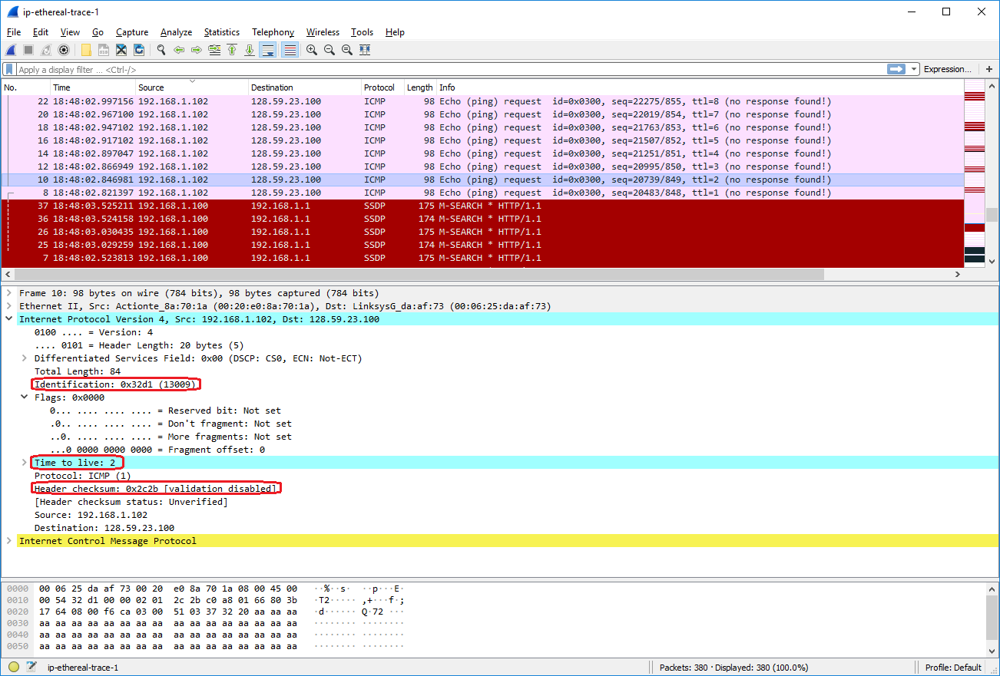 ip-ethereal-trace-1
File Edit View Go Capture Analyze Statistics Telephony Wireless Tools Help
Apply a display filter ... <Ctrl-/> Expression... +
No. Time Source Destination Protocol Length Info
22 18:48:02.997156 192.168.1.102 128.59.23.100 ICMP 98 Echo (ping) request id=0x0300, seq=22275/855, ttl=8 (no response found!)
20 18:48:02.967100 192.168.1.102 128.59.23.100 ICMP 98 Echo (ping) request id=0x0300, seq=22019/854, ttl=7 (no response found!)
18 18:48:02.947102 192.168.1.102 128.59.23.100 ICMP 98 Echo (ping) request id=0x0300, seq=21763/853, ttl=6 (no response found!)
16 18:48:02.917102 192.168.1.102 128.59.23.100 ICMP 98 Echo (ping) request id=0x0300, seq=21507/852, ttl=5 (no response found!)
14 18:48:02.897047 192.168.1.102 128.59.23.100 ICMP 98 Echo (ping) request id=0x0300, seq=21251/851, ttl=4 (no response found!)
12 18:48:02.866949 192.168.1.102 128.59.23.100 ICMP 98 Echo (ping) request id=0x0300, seq=20995/850, ttl=3 (no response found!)
10 18:48:02.846981 192.168.1.102 128.59.23.100 ICMP 98 Echo (ping) request id=0x0300, seq=20739/849, ttl=2 (no response found!)
8 18:48:02.821397 192.168.1.102 128.59.23.100 ICMP 98 Echo (ping) request id=0x0300, seq=20483/848, ttl=1 (no response found!)
37 18:48:03.525211 192.168.1.100 192.168.1.1 SSDP 175 M-SEARCH * HTTP/1.1
36 18:48:03.524158 192.168.1.100 192.168.1.1 SSDP 174 M-SEARCH * HTTP/1.1
26 18:48:03.030435 192.168.1.100 192.168.1.1 SSDP 175 M-SEARCH * HTTP/1.1
25 18:48:03.029259 192.168.1.100 192.168.1.1 SSDP 174 M-SEARCH * HTTP/1.1
7 18:48:02.523813 192.168.1.100 192.168.1.1 SSDP 175 M-SEARCH * HTTP/1.1
Frame 10: 98 bytes on wire (784 bits), 98 bytes captured (784 bits)
Ethernet II, Src: Actionte_8a:70:1a (00:20:e0:8a:70:1a), Dst: LinksysG_da:af:73 (00:06:25:da:af:73)
Internet Protocol Version 4, Src: 192.168.1.102, Dst: 128.59.23.100
0100 .... = Version: 4
.... 0101 = Header Length: 20 bytes (5)
Differentiated Services Field: 0x00 (DSCP: CS0, ECN: Not-ECT)
Total Length: 84
Identification: 0x32d1 (13009)
Flags: 0x0000
0... .... .... .... = Reserved bit: Not set
.0.. .... .... .... = Don't fragment: Not set
..0. .... .... .... = More fragments: Not set
...0 0000 0000 0000 = Fragment offset: 0
Time to live: 2
Protocol: ICMP (1)
Header checksum: 0x2c2b [validation disabled]
[Header checksum status: Unverified]
Source: 192.168.1.102
Destination: 128.59.23.100
Internet Control Message Protocol
0000 00 06 25 da af 73 00 20 e0 8a 70 1a 08 00 45 00 ··%··s· ··p···E·
0010 00 54 32 d1 00 00 02 01 2c 2b c0 a8 01 66 80 3b ·T2····· ,+···f·;
0020 17 64 08 00 f6 ca 03 00 51 03 37 32 20 aa aa aa ·d······ Q·72 ···
0030 aa aa aa aa aa aa aa aa aa aa aa aa aa aa aa aa ········ ········
0040 aa aa aa aa aa aa aa aa aa aa aa aa aa aa aa aa ········ ········
0050 aa aa aa aa aa aa aa aa aa aa aa aa aa aa aa aa ········ ········
ip-ethereal-trace-1 Packets: 380 · Displayed: 380 (100.0%) Profile: Default